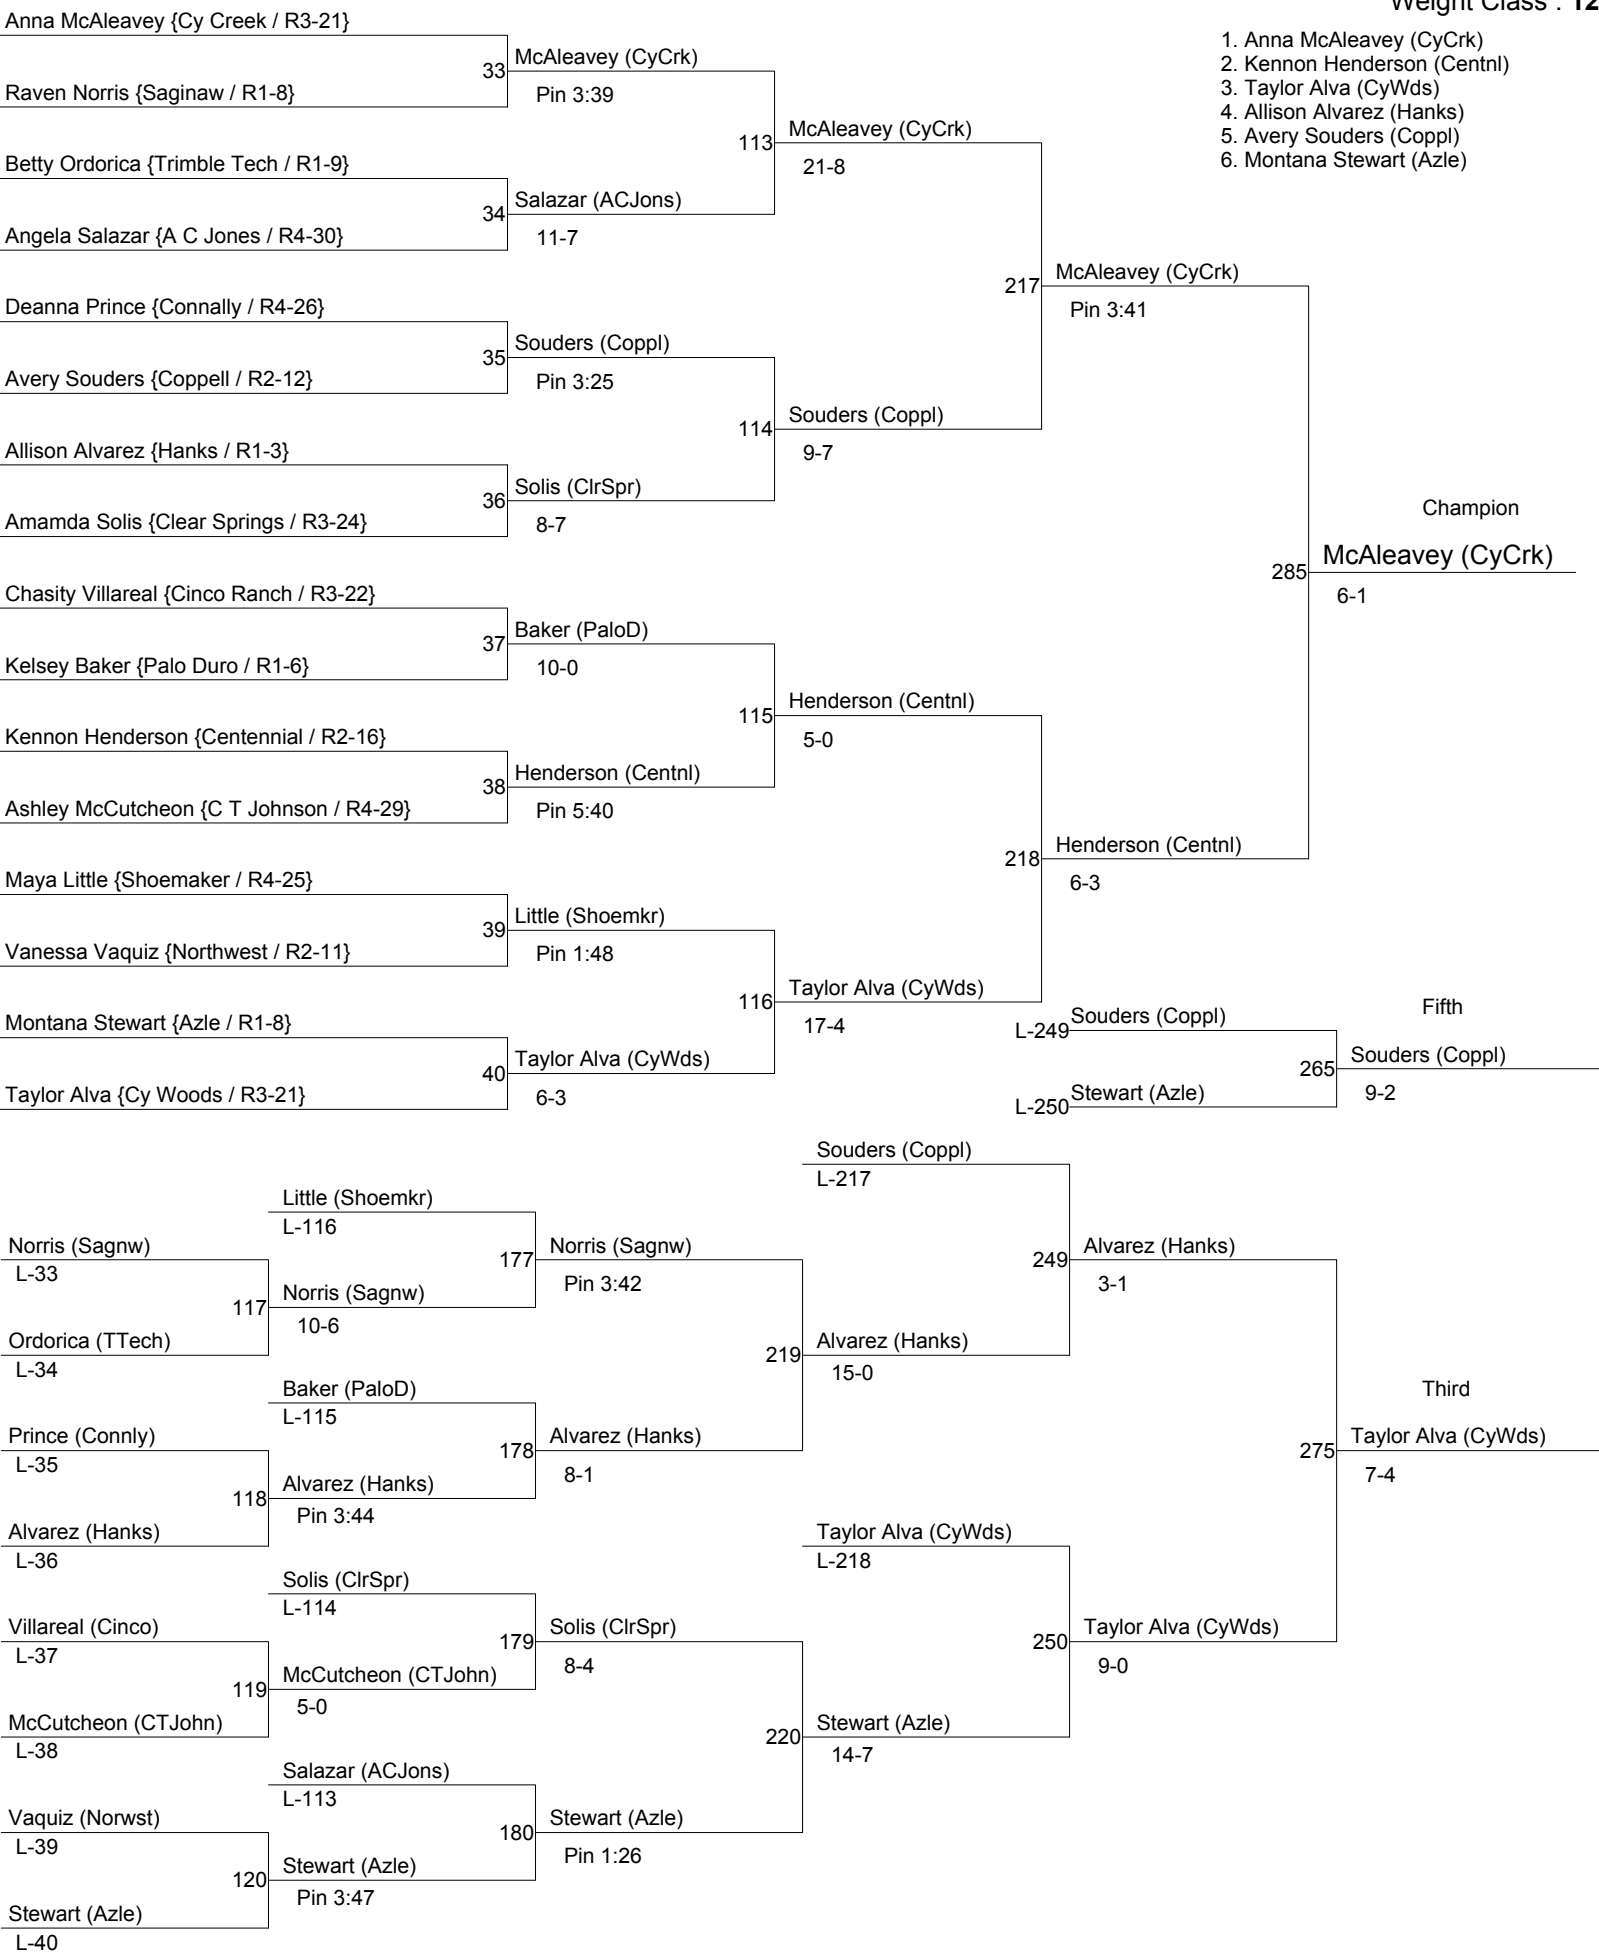 Weight Class : 12
1. Anna McAleavey (CyCrk)
2. Kennon Henderson (Centnl)
3. Taylor Alva (CyWds)
4. Allison Alvarez (Hanks)
5. Avery Souders (Coppl)
6. Montana Stewart (Azle)
Anna McAleavey {Cy Creek / R3-21}
33
McAleavey (CyCrk)
Pin 3:39
Raven Norris {Saginaw / R1-8}
113
McAleavey (CyCrk)
21-8
Betty Ordorica {Trimble Tech / R1-9}
34
Salazar (ACJons)
11-7
Angela Salazar {A C Jones / R4-30}
217
McAleavey (CyCrk)
Pin 3:41
Deanna Prince {Connally / R4-26}
35
Souders (Coppl)
Pin 3:25
Avery Souders {Coppell / R2-12}
114
Souders (Coppl)
9-7
Allison Alvarez {Hanks / R1-3}
36
Solis (ClrSpr)
8-7
Amamda Solis {Clear Springs / R3-24}
Champion
285
McAleavey (CyCrk)
6-1
Chasity Villareal {Cinco Ranch / R3-22}
37
Baker (PaloD)
10-0
Kelsey Baker {Palo Duro / R1-6}
115
Henderson (Centnl)
5-0
Kennon Henderson {Centennial / R2-16}
38
Henderson (Centnl)
Pin 5:40
Ashley McCutcheon {C T Johnson / R4-29}
218
Henderson (Centnl)
6-3
Maya Little {Shoemaker / R4-25}
39
Little (Shoemkr)
Pin 1:48
Vanessa Vaquiz {Northwest / R2-11}
116
Taylor Alva (CyWds)
17-4
Montana Stewart {Azle / R1-8}
40
Taylor Alva (CyWds)
6-3
Taylor Alva {Cy Woods / R3-21}
L-249
Souders (Coppl)
Fifth
265
Souders (Coppl)
9-2
L-250
Stewart (Azle)
Souders (Coppl)
L-217
Little (Shoemkr)
L-116
Norris (Sagnw)
L-33
177
Norris (Sagnw)
Pin 3:42
249
Alvarez (Hanks)
3-1
117
Norris (Sagnw)
10-6
Ordorica (TTech)
L-34
219
Alvarez (Hanks)
15-0
Baker (PaloD)
L-115
Third
Prince (Connly)
L-35
178
Alvarez (Hanks)
8-1
275
Taylor Alva (CyWds)
7-4
118
Alvarez (Hanks)
Pin 3:44
Alvarez (Hanks)
L-36
Taylor Alva (CyWds)
L-218
Solis (ClrSpr)
L-114
Villareal (Cinco)
L-37
179
Solis (ClrSpr)
8-4
250
Taylor Alva (CyWds)
9-0
119
McCutcheon (CTJohn)
5-0
McCutcheon (CTJohn)
L-38
220
Stewart (Azle)
14-7
Salazar (ACJons)
L-113
Vaquiz (Norwst)
L-39
180
Stewart (Azle)
Pin 1:26
120
Stewart (Azle)
Pin 3:47
Stewart (Azle)
L-40